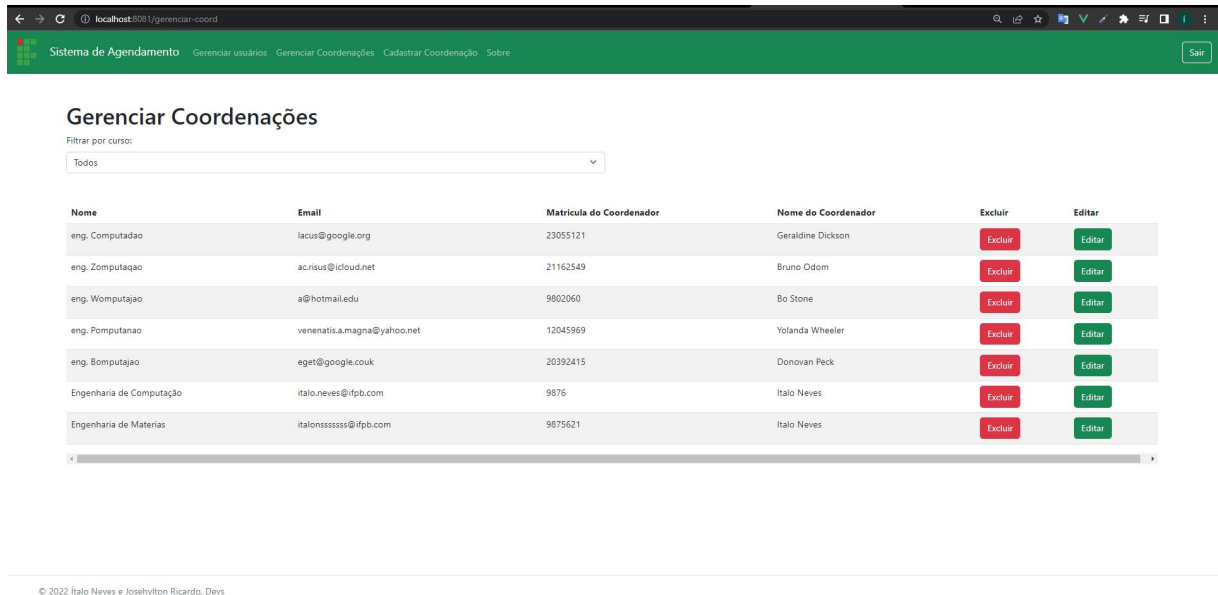 localhost:8081/gerenciar-coord
Sistema de Agendamento Gerenciar usuários Gerenciar Coordenações Cadastrar Coordenação Sobre Sair
Gerenciar Coordenações
Filtrar por curso:
Todos
Nome Email Matricula do Coordenador Nome do Coordenador Excluir Editar
eng. Computadao lacus@google.org 23055121 Geraldine Dickson Excluir Editar
eng. Zomputaqao ac.risus@icloud.net 21162549 Bruno Odom Excluir Editar
eng. Womputajao a@hotmail.edu 9802060 Bo Stone Excluir Editar
eng. Pomputanao venenatis.a.magna@yahoo.net 12045969 Yolanda Wheeler Excluir Editar
eng. Bomputajao eget@google.couk 20392415 Donovan Peck Excluir Editar
Engenharia de Computação italo.neves@ifpb.com 9876 Italo Neves Excluir Editar
Engenharia de Materias italonsssssss@ifpb.com 9875621 Italo Neves Excluir Editar
© 2022 Ítalo Neves e Josehylton Ricardo, Devs